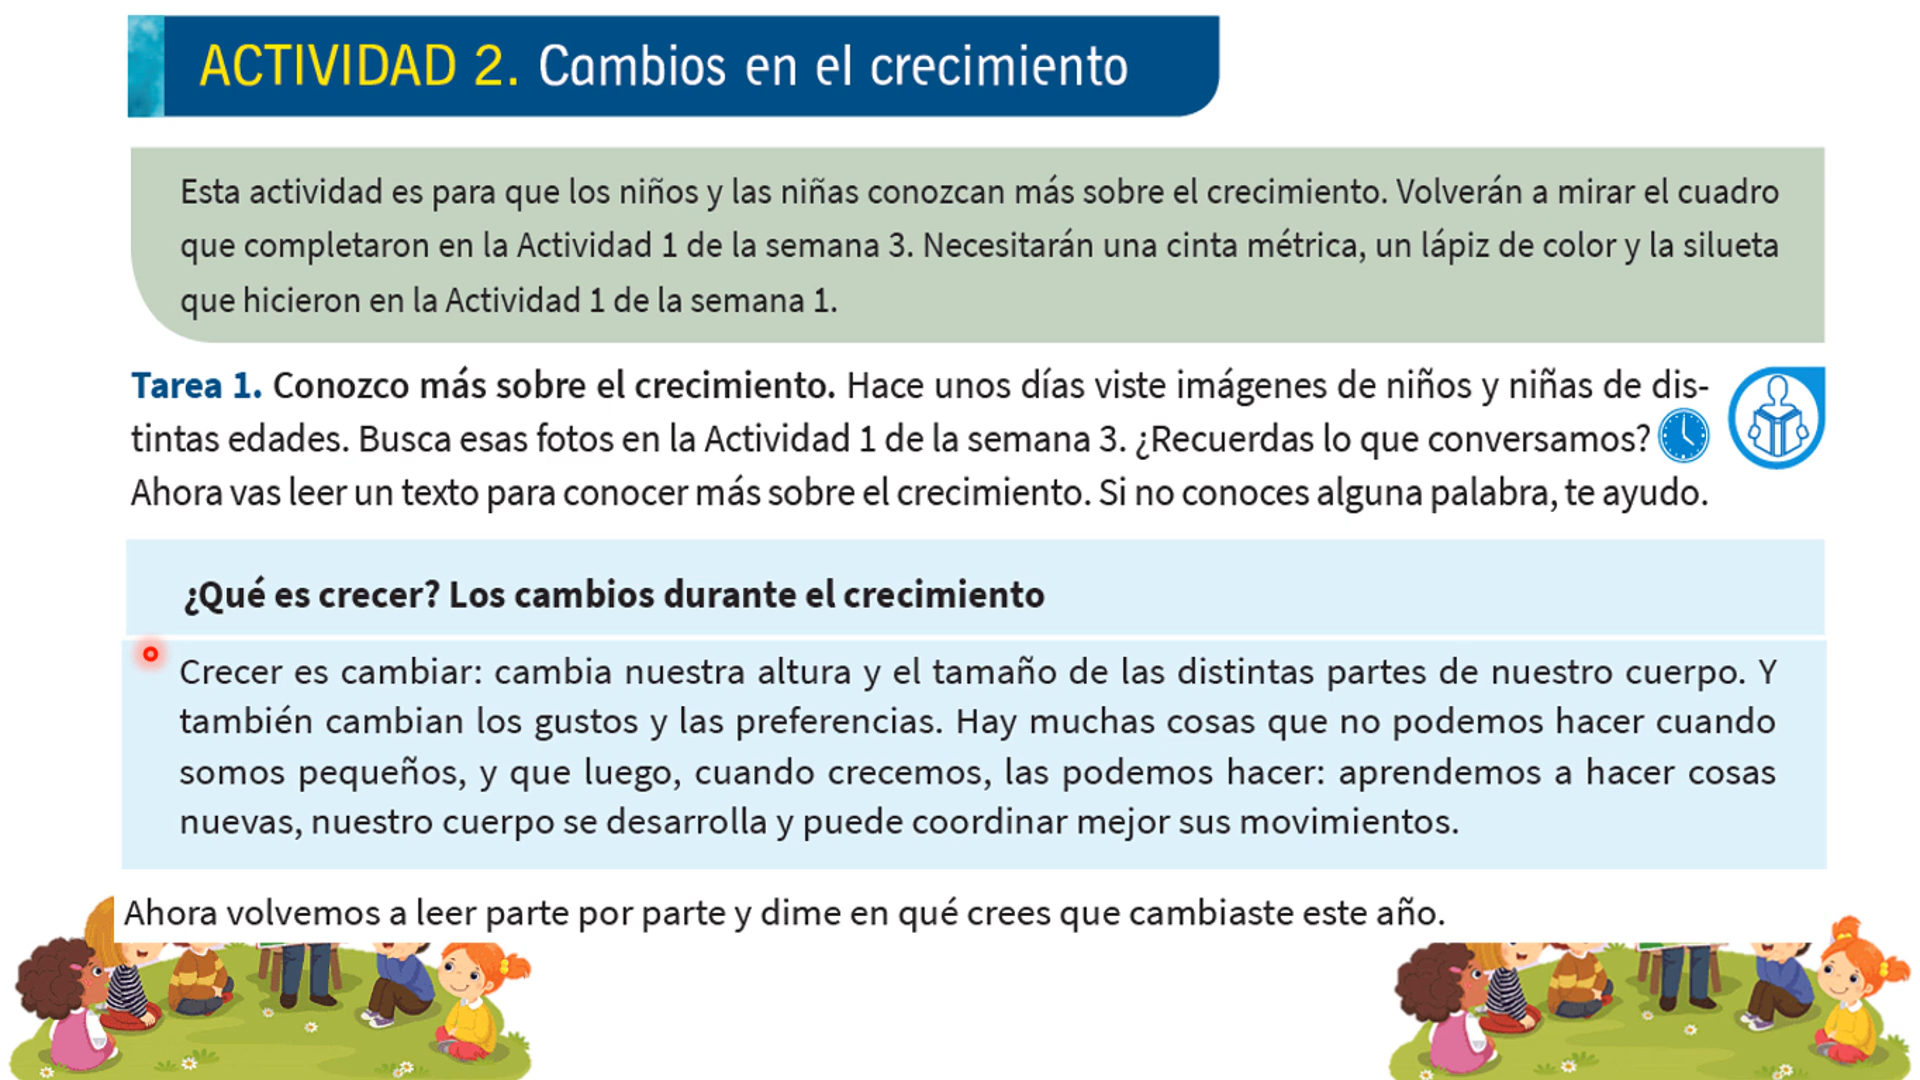 ACTIVIDAD 2. Cambios en el crecimiento
Esta actividad es para que los niños y las niñas conozcan más sobre el crecimiento. Volverán a mirar el cuadro
que completaron en la Actividad 1 de la semana 3. Necesitarán una cinta métrica, un lápiz de color y la silueta
que hicieron en la Actividad 1 de la semana 1.
Tarea 1. Conozco más sobre el crecimiento. Hace unos días viste imágenes de niños y niñas de dis-
tintas edades. Busca esas fotos en la Actividad 1 de la semana 3. ¿Recuerdas lo que conversamos?
Ahora vas leer un texto para conocer más sobre el crecimiento. Si no conoces alguna palabra, te ayudo.
¿Qué es crecer? Los cambios durante el crecimiento
Crecer es cambiar: cambia nuestra altura y el tamaño de las distintas partes de nuestro cuerpo. Y
también cambian los gustos y las preferencias. Hay muchas cosas que no podemos hacer cuando
somos pequeños, y que luego, cuando crecemos, las podemos hacer: aprendemos a hacer cosas
nuevas, nuestro cuerpo se desarrolla y puede coordinar mejor sus movimientos.
Ahora volvemos a leer parte por parte y dime en qué crees que cambiaste este año.